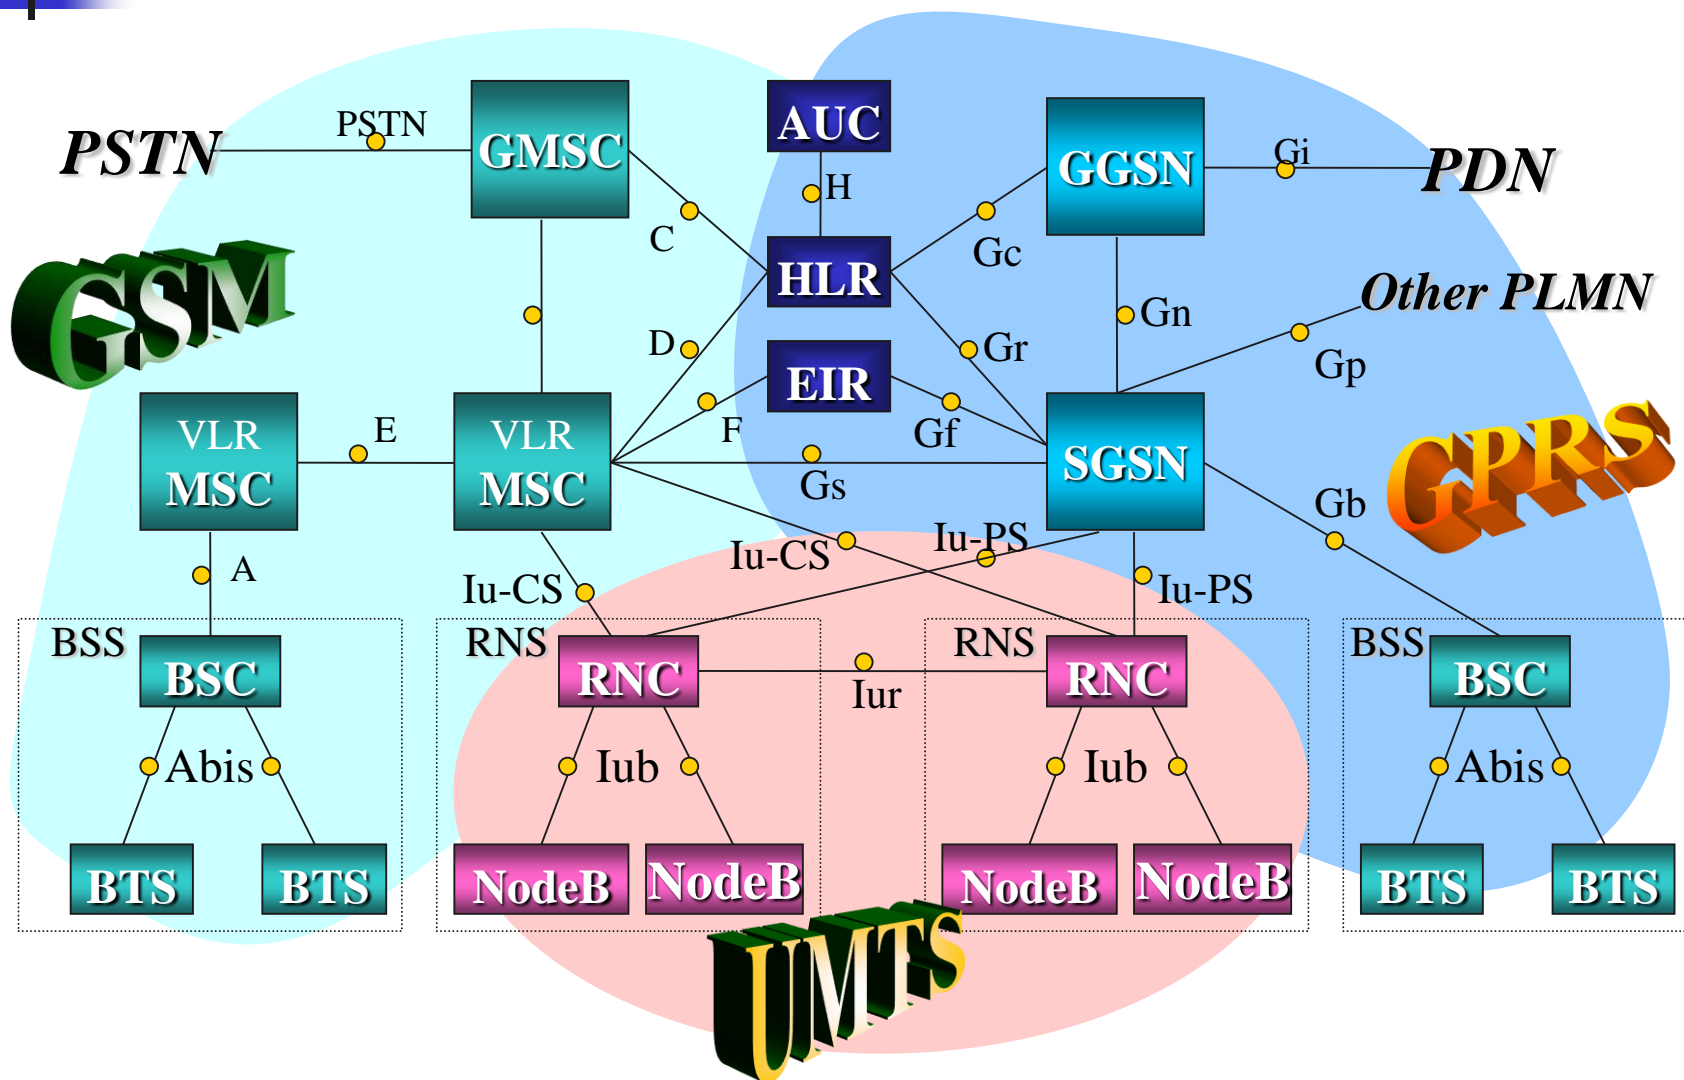 PSTN
PSTN
GMSC
AUC
GGSN
Gi
PDN
H
C
Gc
GSM
HLR
Other PLMN
Gn
D
Gr
Gp
EIR
GPRS
VLR
MSC
E
VLR
MSC
F
Gf
SGSN
Gs
Gb
Iu-CS
Iu-PS
A
Iu-CS
Iu-PS
BSS
BSC
RNS
RNC
Iur
RNS
RNC
BSS
BSC
Abis
Iub
Iub
Abis
BTS
BTS
NodeB
NodeB
NodeB
NodeB
BTS
BTS
UMTS